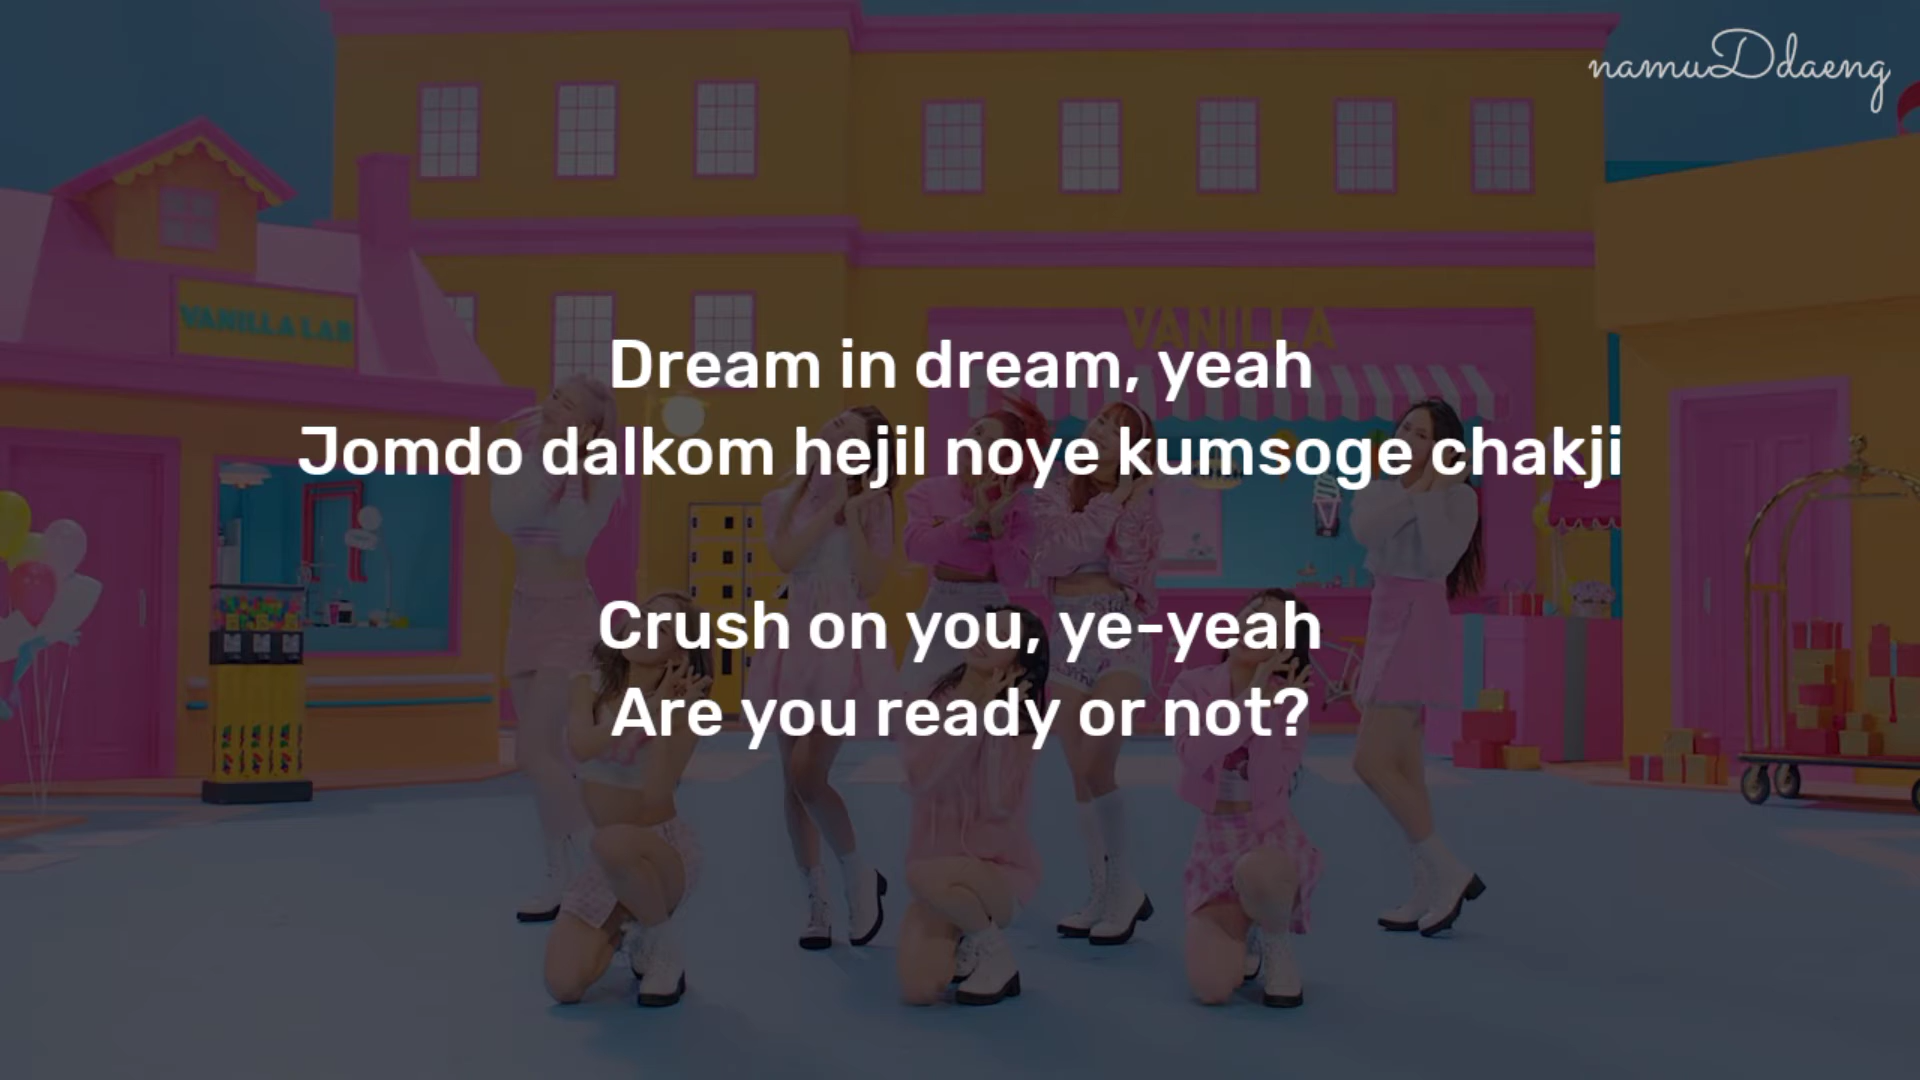 namuDdaeng
VANILLA LAB
VANILLA
Dream in dream, yeah
Jomdo dalkom hejil noye kumsoge chakji
Crush on you, ye-yeah
Are you ready or not?